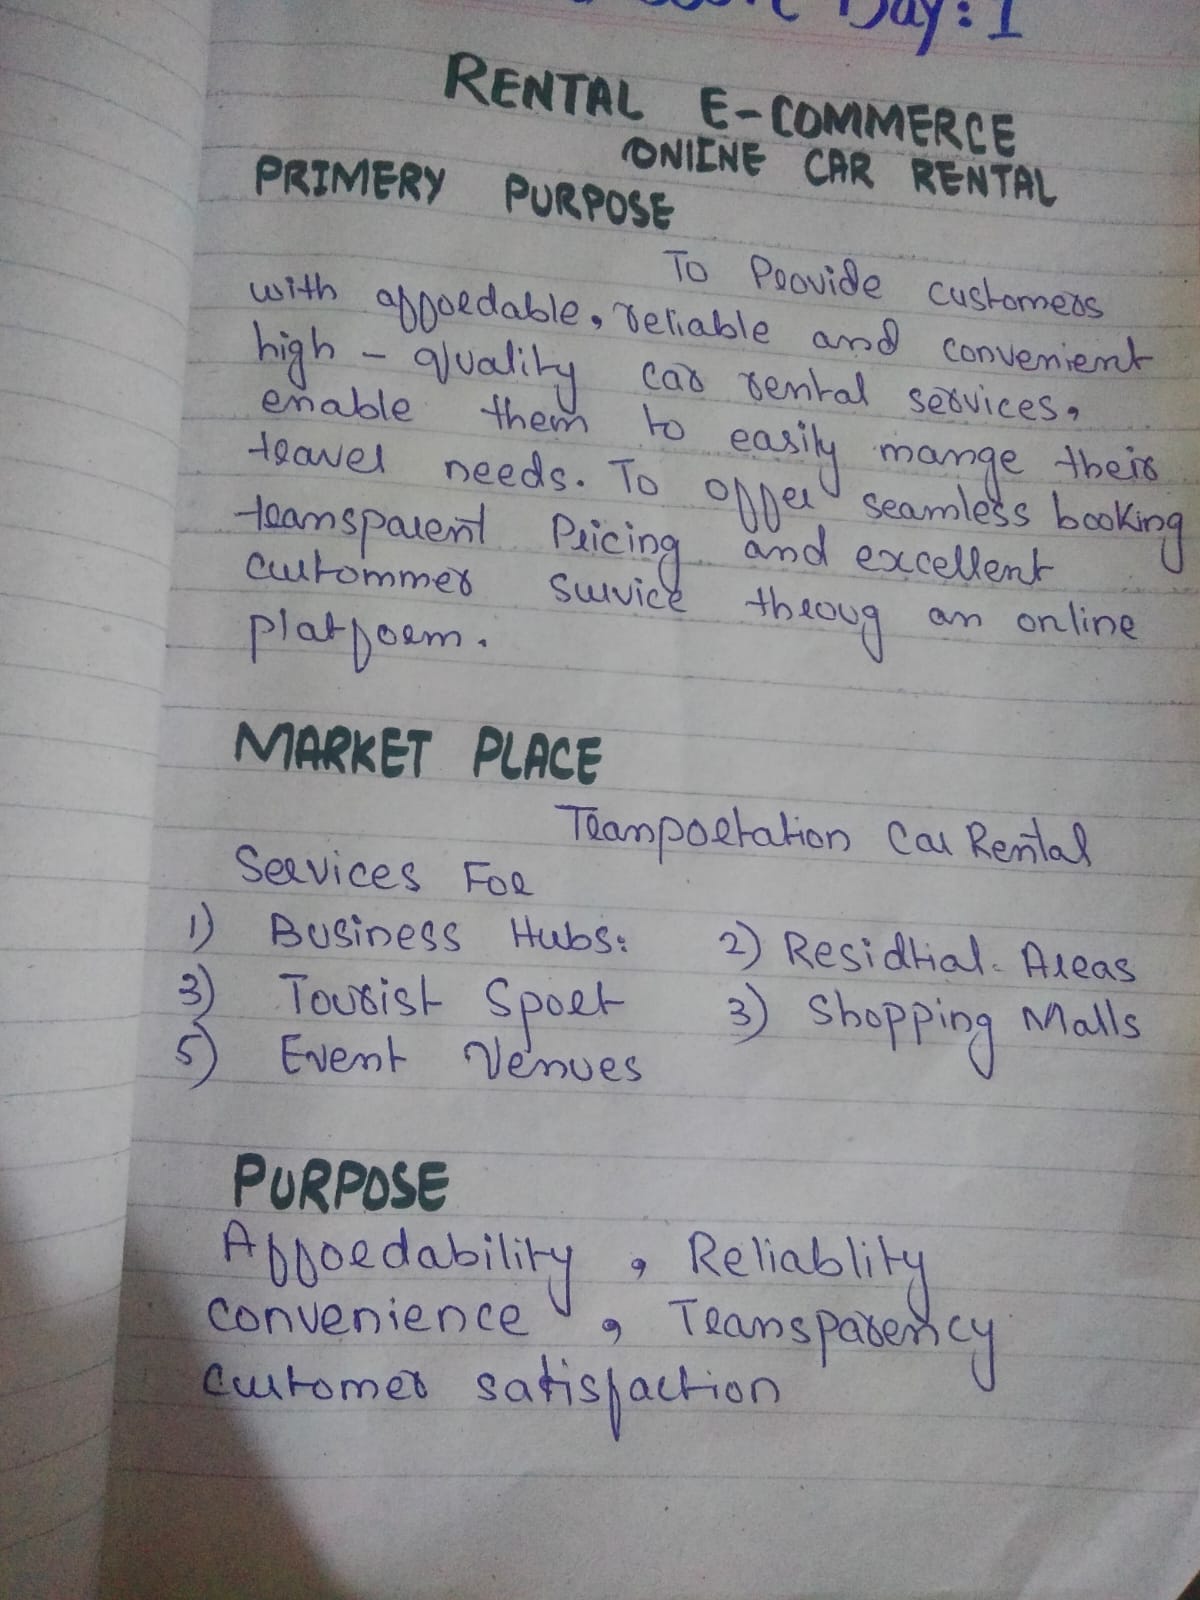 Day: 1
RENTAL E-COMMERCE
ONIINE CAR RENTAL
PRIMERY PURPOSE
To Provide customers
with affordable, reliable and convenient
high - quality car rental services,
enable them to easily mange their
travel needs. To offer seamless booking
transparent Pricing and excellent
custommer survice throug an online
platform.
MARKET PLACE
Tranportation Car Rental
Services For
1) Business Hubs: 2) Residtial. Areas
3) Tourist Sport 3) Shopping Malls
5) Event Venues
PURPOSE
Affordability, Reliablity
convenience, Transparency
customer satisfaction